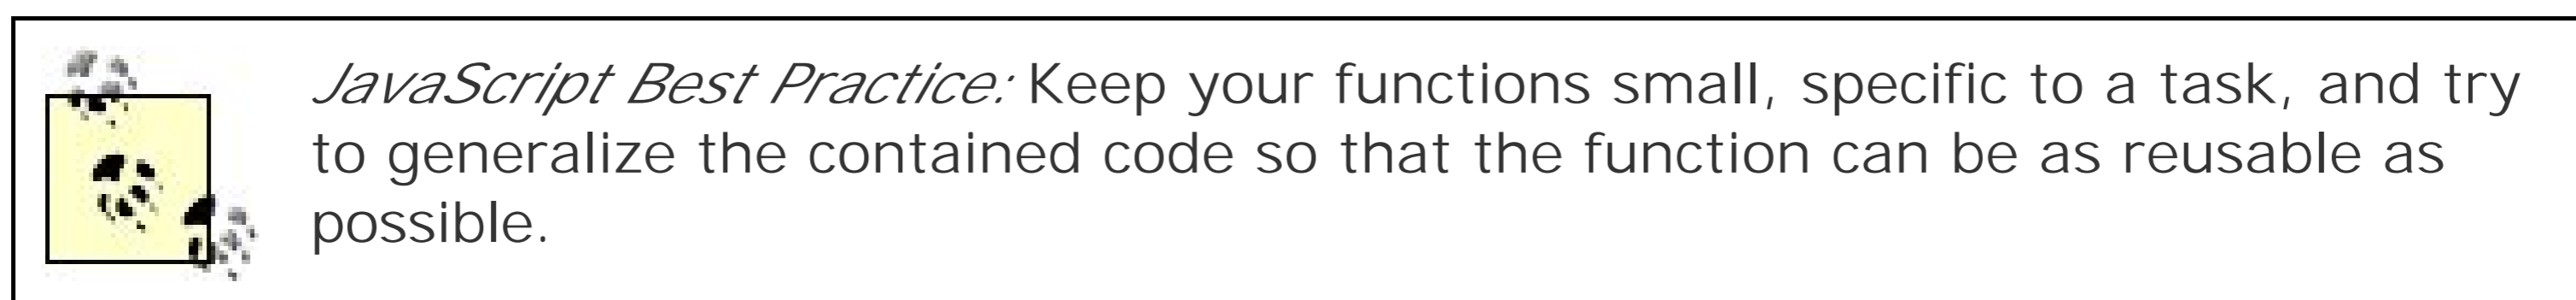 JavaScript Best Practice: Keep your functions small, specific to a task, and try
to generalize the contained code so that the function can be as reusable as
possible.